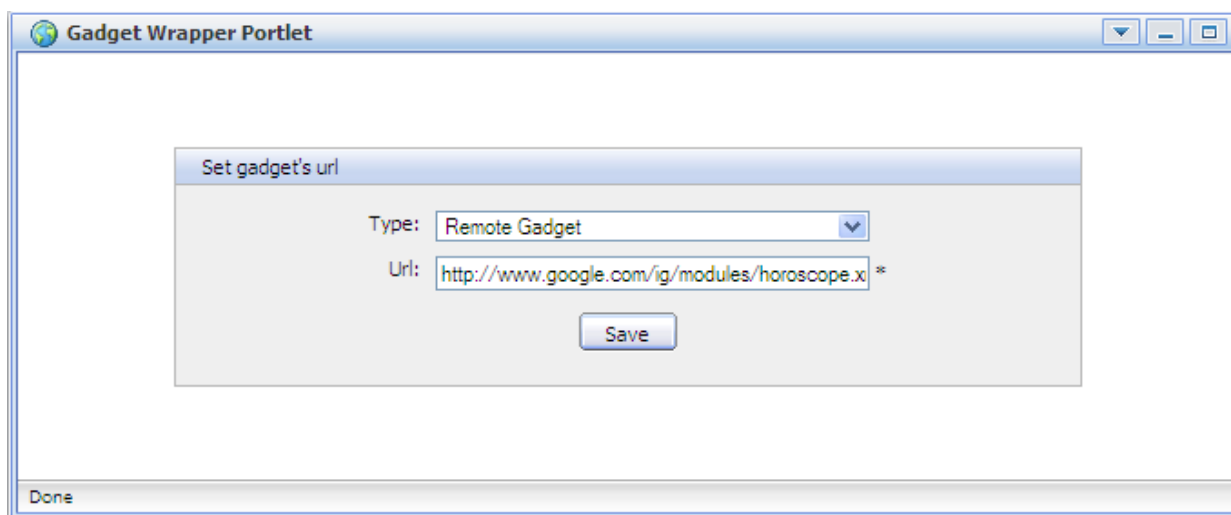 Gadget Wrapper Portlet
Set gadget's url
Type: Remote Gadget
Url: http://www.google.com/ig/modules/horoscope.x *
Save
Done